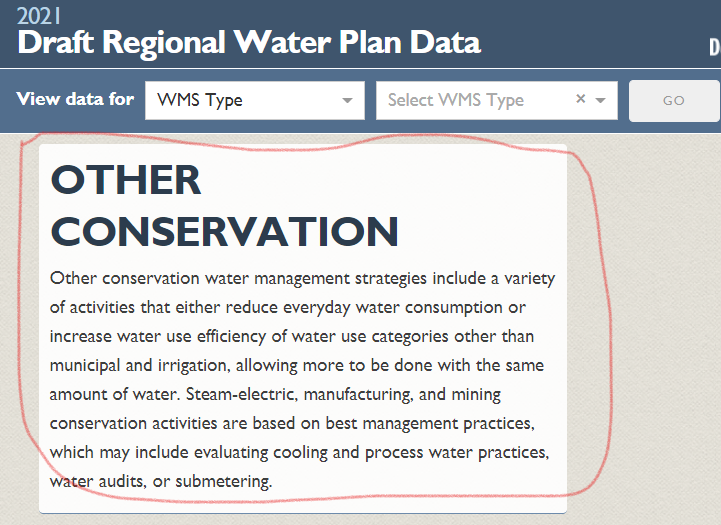 2021
Draft Regional Water Plan Data
View data for
WMS Type
Select WMS Type
×
GO
OTHER
CONSERVATION
Other conservation water management strategies include a variety
of activities that either reduce everyday water consumption or
increase water use efficiency of water use categories other than
municipal and irrigation, allowing more to be done with the same
amount of water. Steam-electric, manufacturing, and mining
conservation activities are based on best management practices,
which may include evaluating cooling and process water practices,
water audits, or submetering.